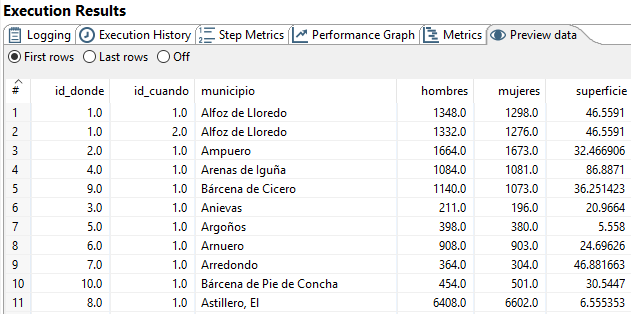 Execution Results
Logging Execution History Step Metrics Performance Graph Metrics Preview data
First rows Last rows Off
# id_donde id_cuando municipio hombres mujeres superficie
1 1.0 1.0 Alfoz de Lloredo 1348.0 1298.0 46.5591
2 1.0 2.0 Alfoz de Lloredo 1332.0 1276.0 46.5591
3 2.0 1.0 Ampuero 1664.0 1673.0 32.466906
4 4.0 1.0 Arenas de Iguña 1084.0 1081.0 86.8871
5 9.0 1.0 Bárcena de Cicero 1140.0 1073.0 36.251423
6 3.0 1.0 Anievas 211.0 196.0 20.9664
7 5.0 1.0 Argoños 398.0 380.0 5.558
8 6.0 1.0 Arnuero 908.0 903.0 24.69626
9 7.0 1.0 Arredondo 364.0 304.0 46.881663
10 10.0 1.0 Bárcena de Pie de Concha 454.0 501.0 30.5447
11 8.0 1.0 Astillero, El 6408.0 6602.0 6.555353